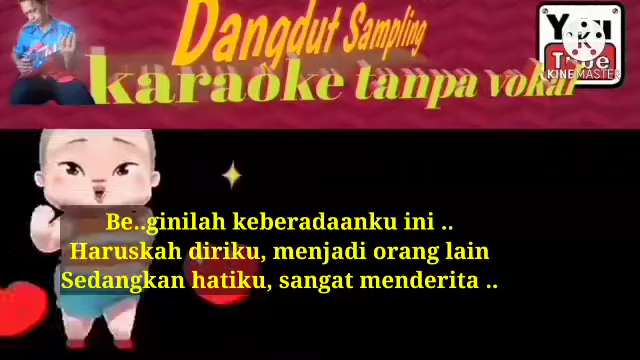 Dangdut Sampling
karaoke tanpa vokal
K
KINEMASTER
Be..ginilah keberadaanku ini ..
Haruskah diriku, menjadi orang lain
Sedangkan hatiku, sangat menderita ..